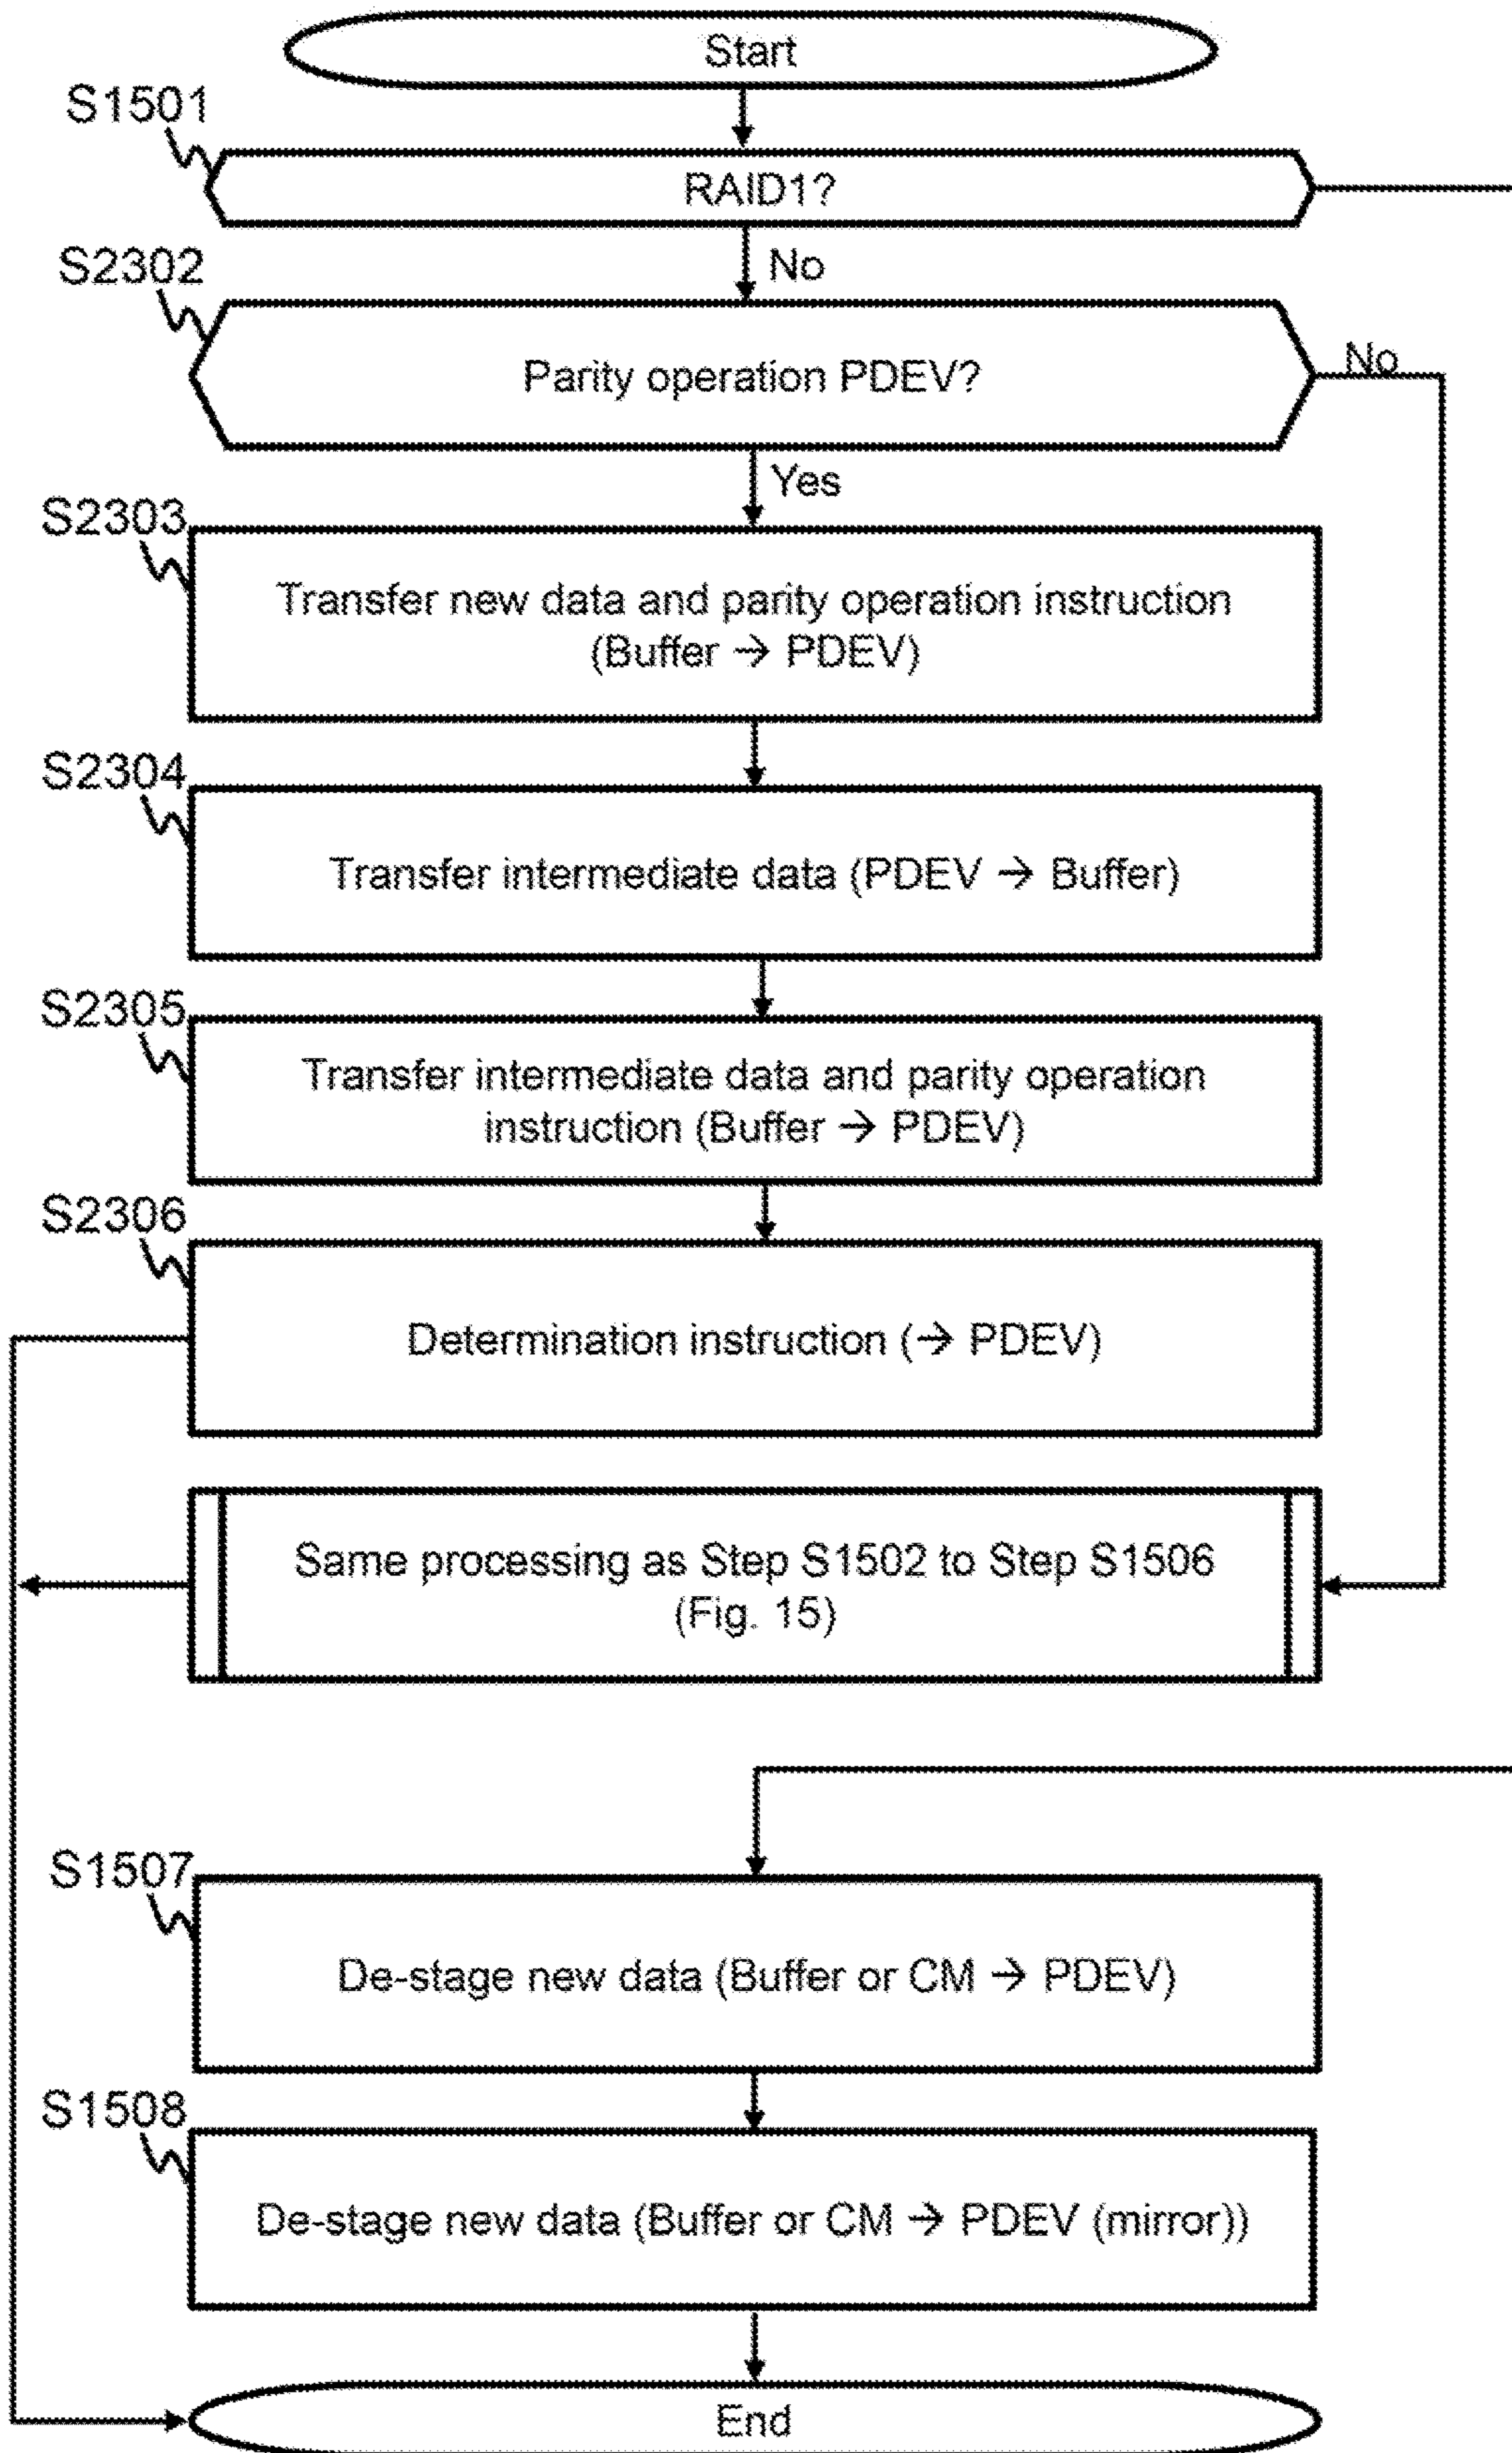 Start
S1501
RAID1?
No
S2302
Parity operation PDEV?
No
Yes
S2303
Transfer new data and parity operation instruction
(Buffer → PDEV)
S2304
Transfer intermediate data (PDEV → Buffer)
S2305
Transfer intermediate data and parity operation
instruction (Buffer → PDEV)
S2306
Determination instruction (→ PDEV)
Same processing as Step S1502 to Step S1506
(Fig. 15)
S1507
De-stage new data (Buffer or CM → PDEV)
S1508
De-stage new data (Buffer or CM → PDEV (mirror))
End